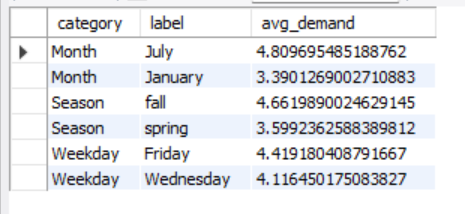 category label avg_demand
Month July 4.809695485188762
Month January 3.3901269002710883
Season fall 4.6619890024629145
Season spring 3.5992362588839812
Weekday Friday 4.419180408791667
Weekday Wednesday 4.116450175083827